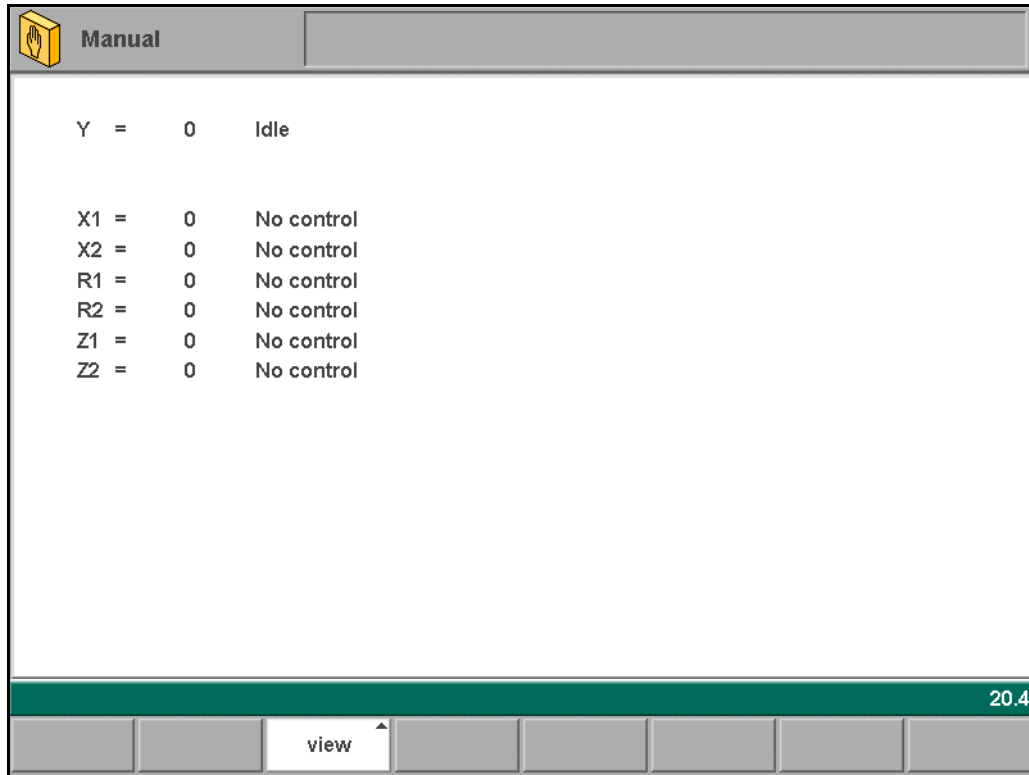 Manual
Y = 0 Idle
X1 = 0 No control
X2 = 0 No control
R1 = 0 No control
R2 = 0 No control
Z1 = 0 No control
Z2 = 0 No control
20.4
view